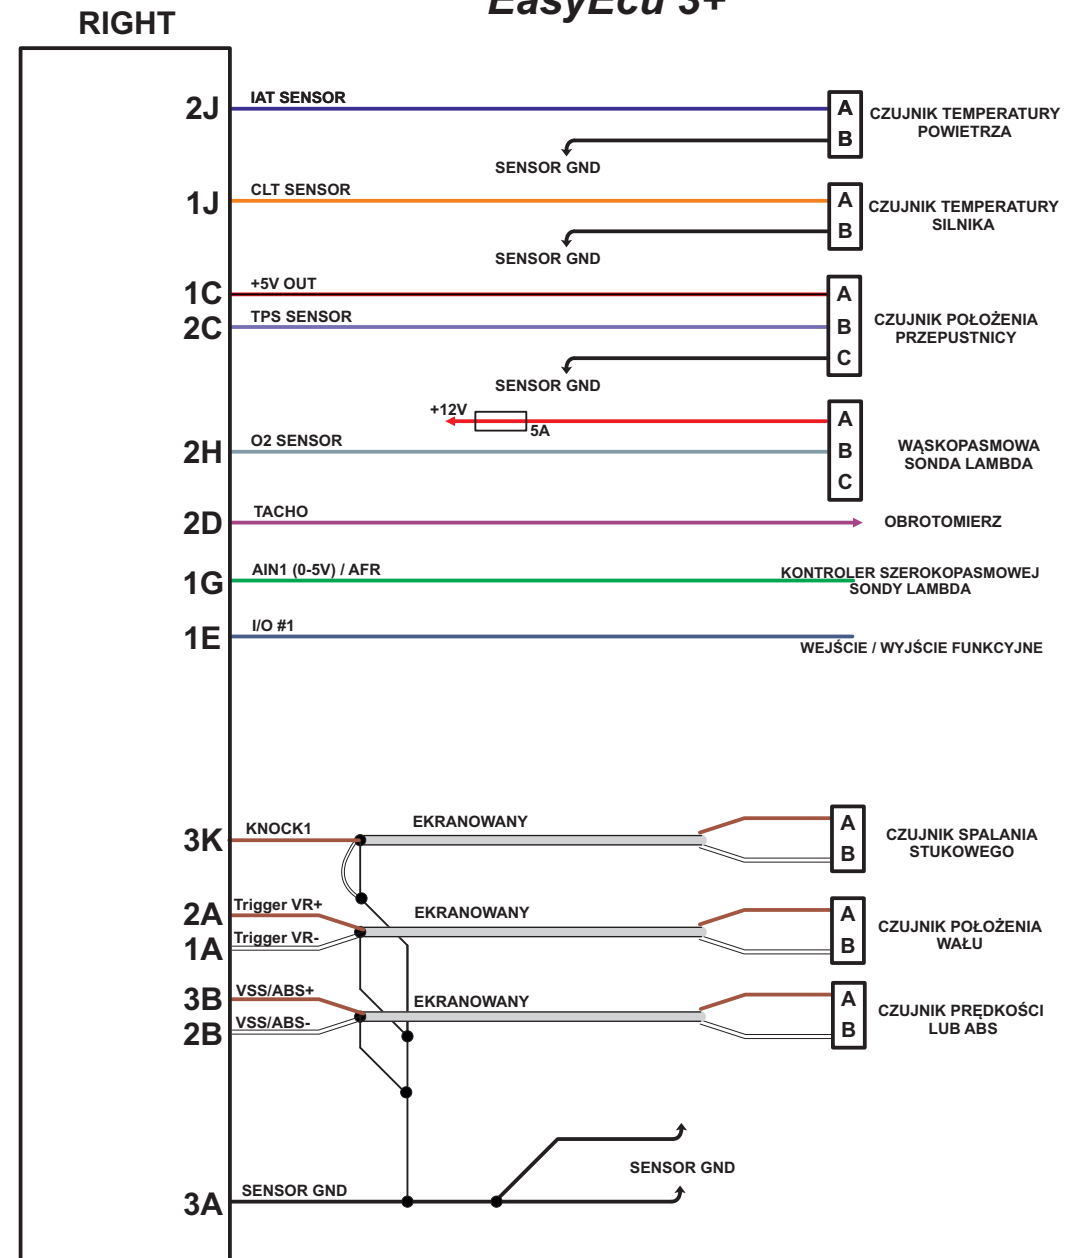 EasyEcu 3+
RIGHT
2J
IAT SENSOR
A
B
CZUJNIK TEMPERATURY
POWIETRZA
SENSOR GND
1J
CLT SENSOR
A
B
CZUJNIK TEMPERATURY
SILNIKA
SENSOR GND
1C
+5V OUT
A
2C
TPS SENSOR
B
C
CZUJNIK POŁOŻENIA
PRZEPUSTNICY
SENSOR GND
+12V
5A
A
2H
O2 SENSOR
B
C
WĄSKOPASMOWA
SONDA LAMBDA
2D
TACHO
OBROTOMIERZ
1G
AIN1 (0-5V) / AFR
KONTROLER SZEROKOPASMOWEJ
SONDY LAMBDA
1E
I/O #1
WEJŚCIE / WYJŚCIE FUNKCYJNE
3K
KNOCK1
EKRANOWANY
A
B
CZUJNIK SPALANIA
STUKOWEGO
2A
Trigger VR+
1A
Trigger VR-
EKRANOWANY
A
B
CZUJNIK POŁOŻENIA
WAŁU
3B
VSS/ABS+
2B
VSS/ABS-
EKRANOWANY
A
B
CZUJNIK PRĘDKOŚCI
LUB ABS
SENSOR GND
3A
SENSOR GND